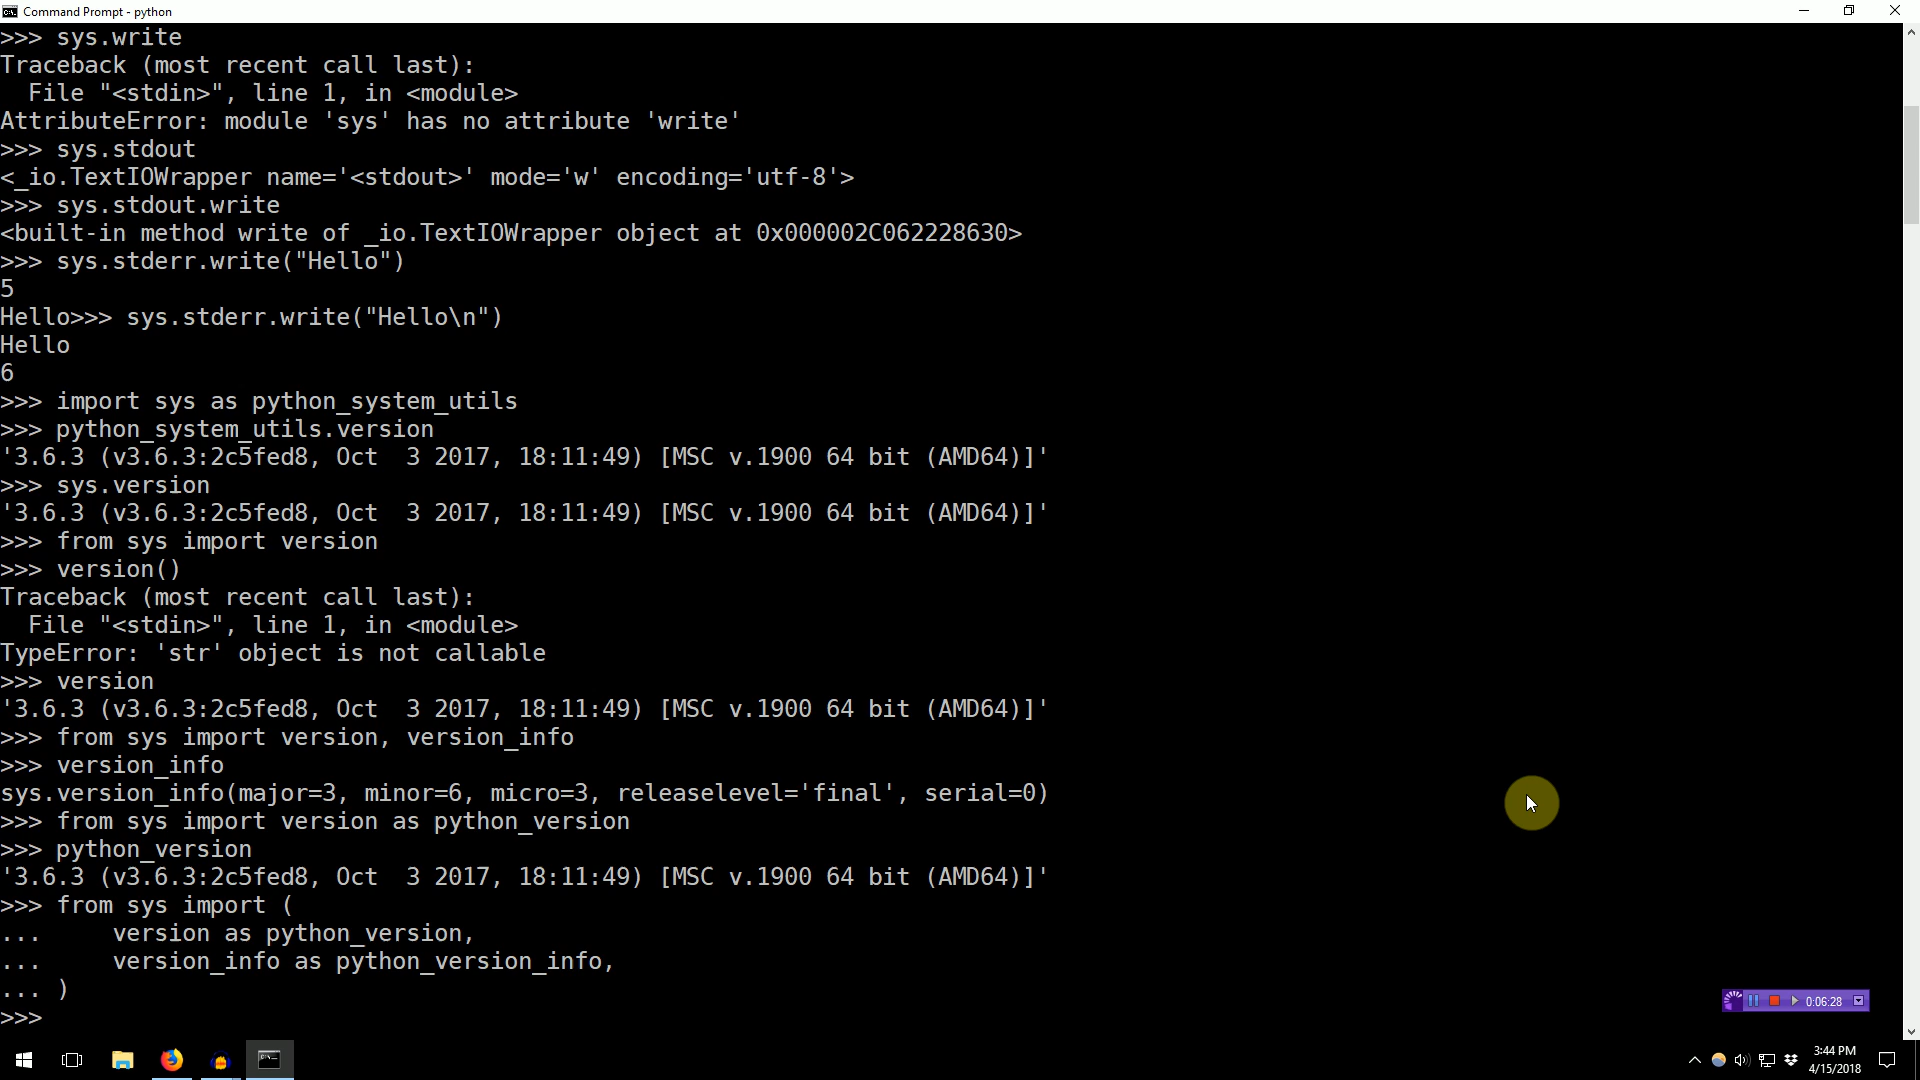 Command Prompt - python
>>> sys.write
Traceback (most recent call last):
  File "<stdin>", line 1, in <module>
AttributeError: module 'sys' has no attribute 'write'
>>> sys.stdout
<_io.TextIOWrapper name='<stdout>' mode='w' encoding='utf-8'>
>>> sys.stdout.write
<built-in method write of _io.TextIOWrapper object at 0x000002C062228630>
>>> sys.stderr.write("Hello")
5
Hello>>> sys.stderr.write("Hello\n")
Hello
6
>>> import sys as python_system_utils
>>> python_system_utils.version
'3.6.3 (v3.6.3:2c5fed8, Oct  3 2017, 18:11:49) [MSC v.1900 64 bit (AMD64)]'
>>> sys.version
'3.6.3 (v3.6.3:2c5fed8, Oct  3 2017, 18:11:49) [MSC v.1900 64 bit (AMD64)]'
>>> from sys import version
>>> version()
Traceback (most recent call last):
  File "<stdin>", line 1, in <module>
TypeError: 'str' object is not callable
>>> version
'3.6.3 (v3.6.3:2c5fed8, Oct  3 2017, 18:11:49) [MSC v.1900 64 bit (AMD64)]'
>>> from sys import version, version_info
>>> version_info
sys.version_info(major=3, minor=6, micro=3, releaselevel='final', serial=0)
>>> from sys import version as python_version
>>> python_version
'3.6.3 (v3.6.3:2c5fed8, Oct  3 2017, 18:11:49) [MSC v.1900 64 bit (AMD64)]'
>>> from sys import (
...     version as python_version,
...     version_info as python_version_info,
... )
>>>
0:06:28
3:44 PM
4/15/2018